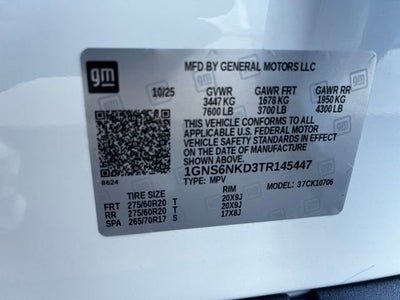 gm
MFD BY GENERAL MOTORS LLC
10/25 GVWR GAWR FRT GAWR RR
3447 KG 1678 KG 1950 KG
7600 LB 3700 LB 4300 LB
THIS VEHICLE CONFORMS TO ALL
APPLICABLE U.S. FEDERAL MOTOR
VEHICLE SAFETY STANDARDS IN
EFFECT ON THE DATE OF
MANUFACTURE SHOWN ABOVE.
1GNS6NKD3TR145447
8624 TYPE: MPV MODEL: 37CK10706
TIRE SIZE RIM
FRT 275/60R20 T 20X9J
RR 275/60R20 T 20X9J
SPA 265/70R17 S 17X8J